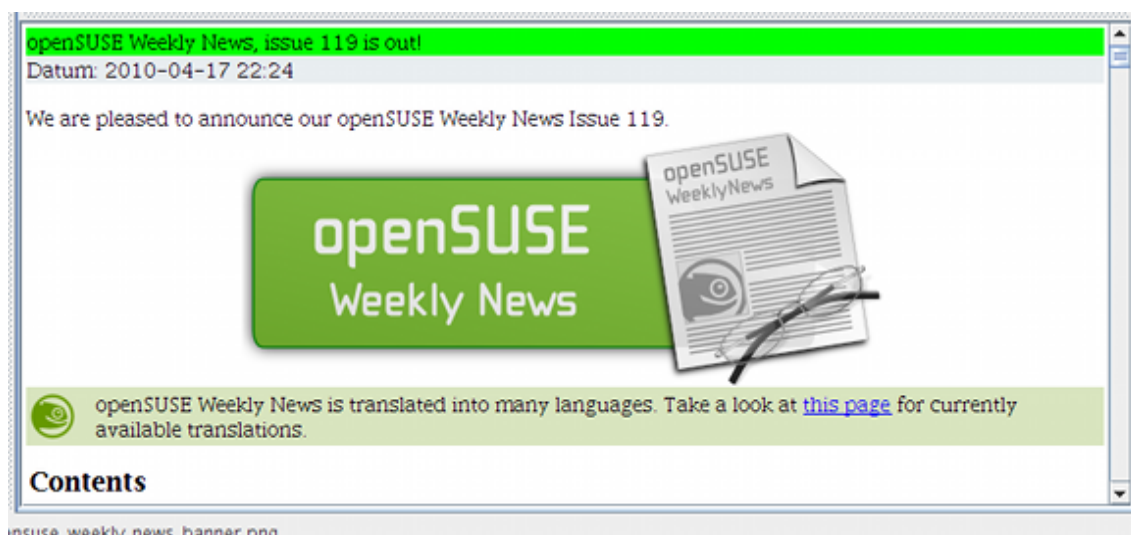 openSUSE Weekly News, issue 119 is out!
Datum: 2010-04-17 22:24
We are pleased to announce our openSUSE Weekly News Issue 119.
openSUSE
WeeklyNews
openSUSE
Weekly News
openSUSE Weekly News is translated into many languages. Take a look at this page for currently
available translations.
Contents
ensuse_weekly_news_banner.png